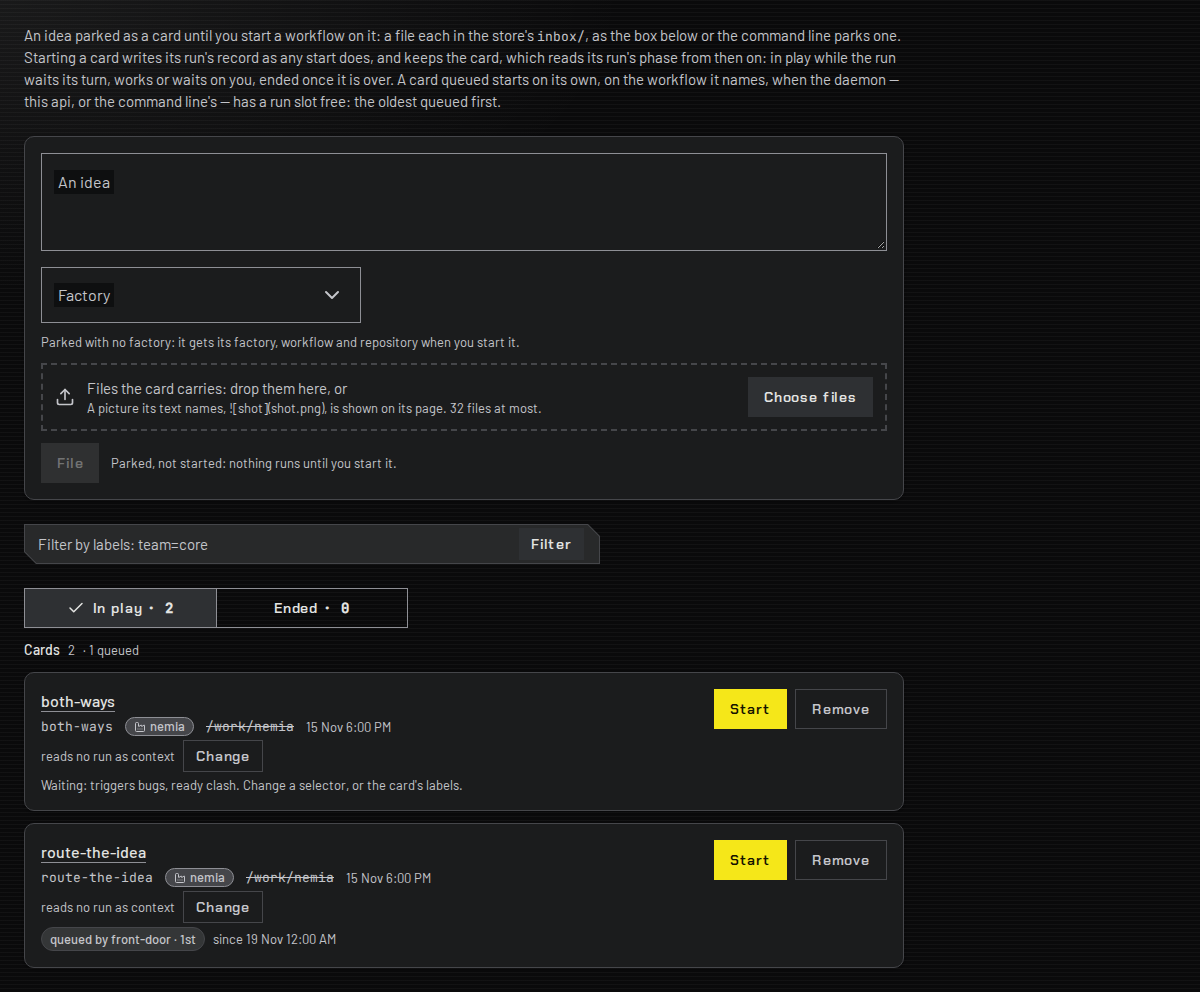 An idea parked as a card until you start a workflow on it: a file each in the store's inbox/, as the box below or the command line parks one.
Starting a card writes its run's record as any start does, and keeps the card, which reads its run's phase from then on: in play while the run
waits its turn, works or waits on you, ended once it is over. A card queued starts on its own, on the workflow it names, when the daemon —
this api, or the command line's — has a run slot free: the oldest queued first.
An idea
Factory
Parked with no factory: it gets its factory, workflow and repository when you start it.
Files the card carries: drop them here, or
A picture its text names, ![shot](shot.png), is shown on its page. 32 files at most.
Choose files
File
Parked, not started: nothing runs until you start it.
Filter by labels: team=core
Filter
In play · 2
Ended · 0
Cards 2 · 1 queued
both-ways
Start
Remove
both-ways nemia /work/nemia 15 Nov 6:00 PM
reads no run as context Change
Waiting: triggers bugs, ready clash. Change a selector, or the card's labels.
route-the-idea
Start
Remove
route-the-idea nemia /work/nemia 15 Nov 6:00 PM
reads no run as context Change
queued by front-door · 1st since 19 Nov 12:00 AM